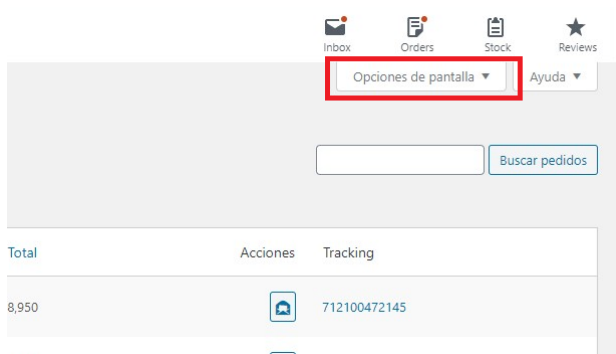 Inbox Orders Stock Reviews
Opciones de pantalla ▼ Ayuda ▼
Buscar pedidos
Total Acciones Tracking
8,950 712100472145